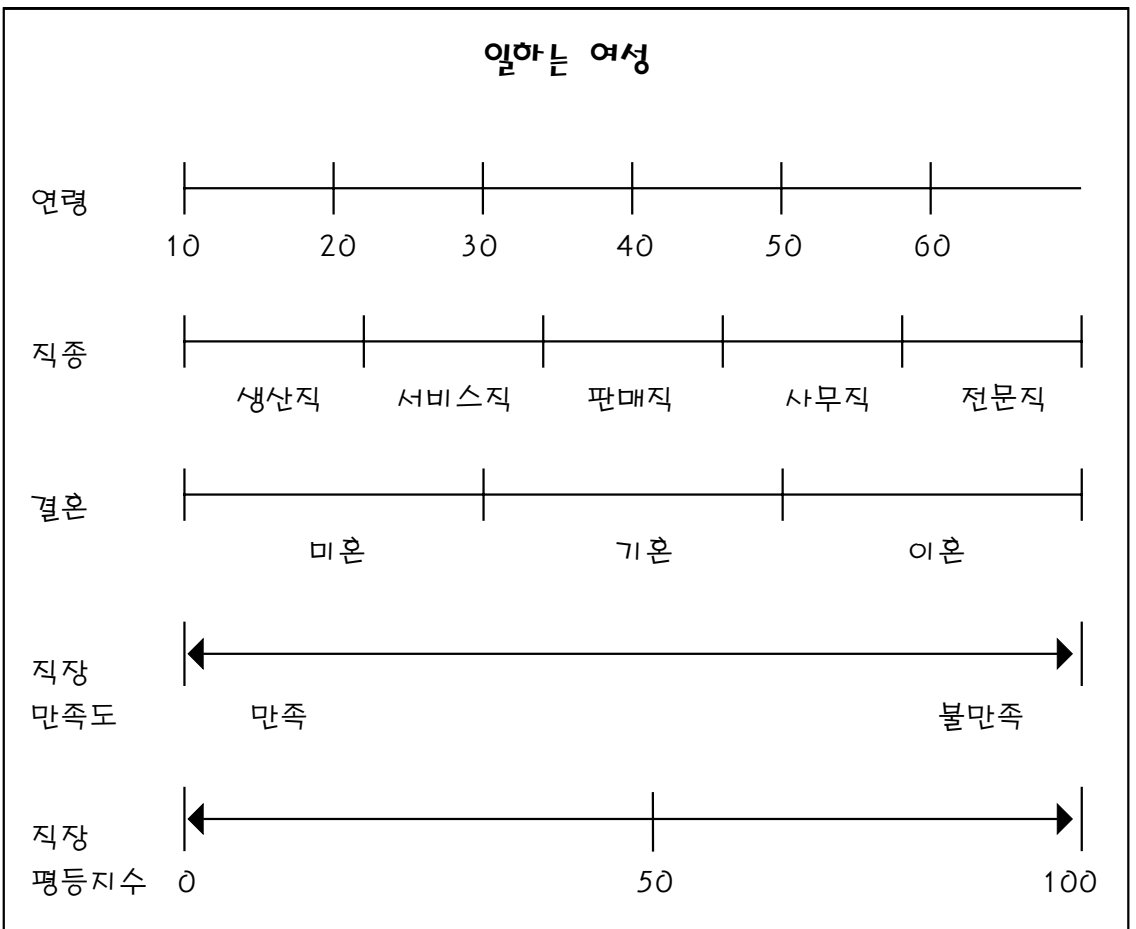 일하는 여성
연령
10 20 30 40 50 60
직종
생산직 서비스직 판매직 사무직 전문직
결혼
미혼 기혼 이혼
직장
만족도 만족 불만족
직장
평등지수 0 50 100